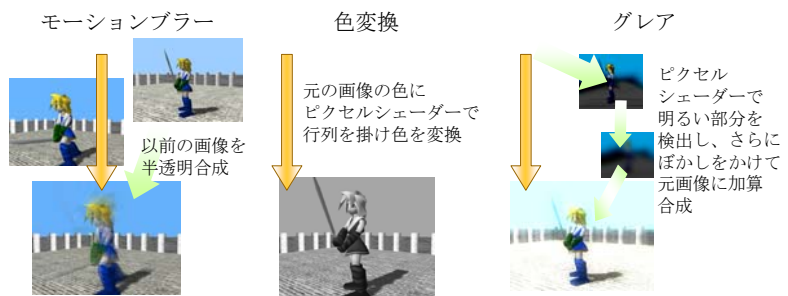 モーションブラー
以前の画像を
半透明合成
色変換
元の画像の色に
ピクセルシェーダーで
行列を掛け色を変換
グレア
ピクセル
シェーダーで
明るい部分を
検出し、さらに
ぼかしをかけて
元画像に加算
合成